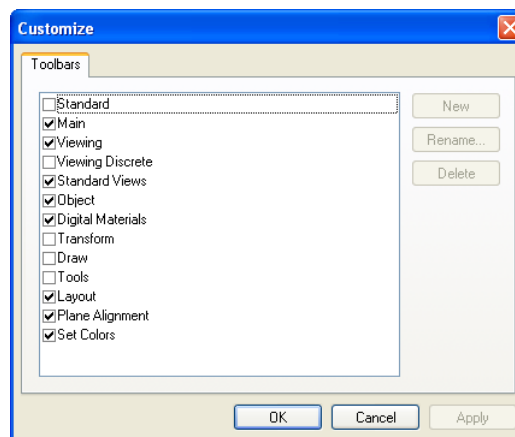 Customize
Toolbars
Standard
Main
Viewing
Viewing Discrete
Standard Views
Object
Digital Materials
Transform
Draw
Tools
Layout
Plane Alignment
Set Colors
New
Rename...
Delete
OK Cancel Apply